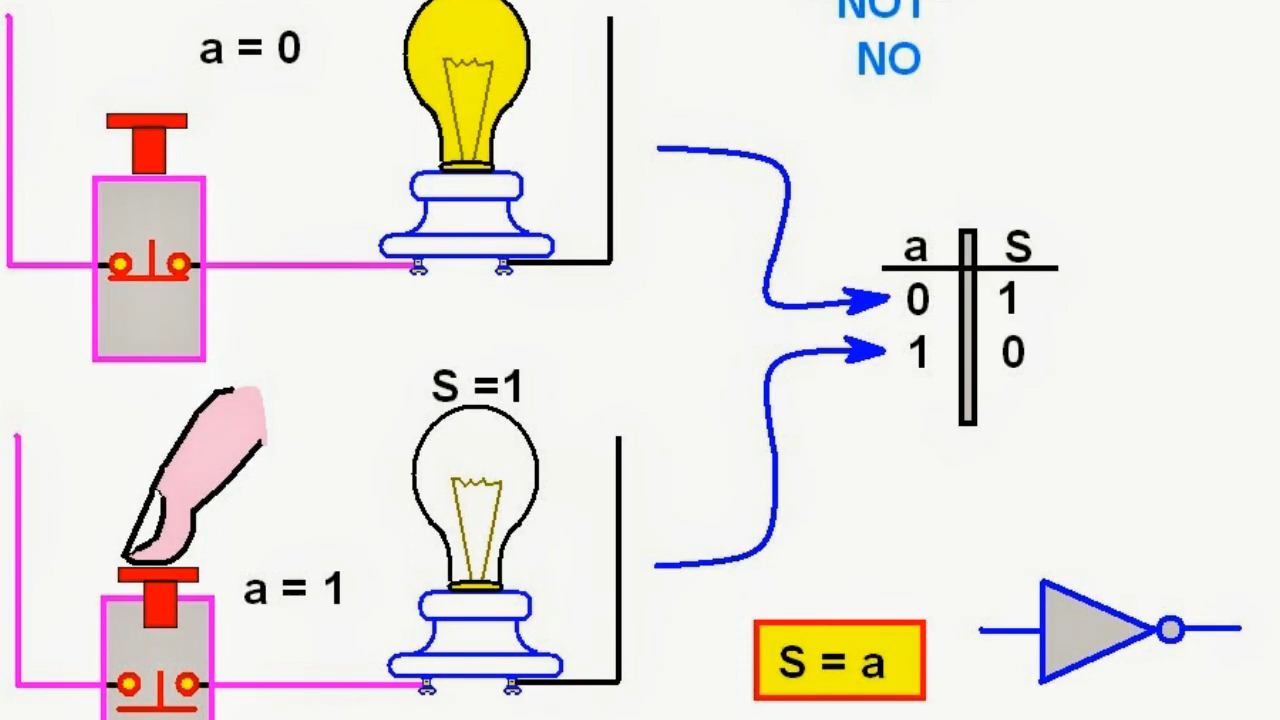 NOT
NO
a = 0
a S
0 1
1 0
S =1
a = 1
S = a